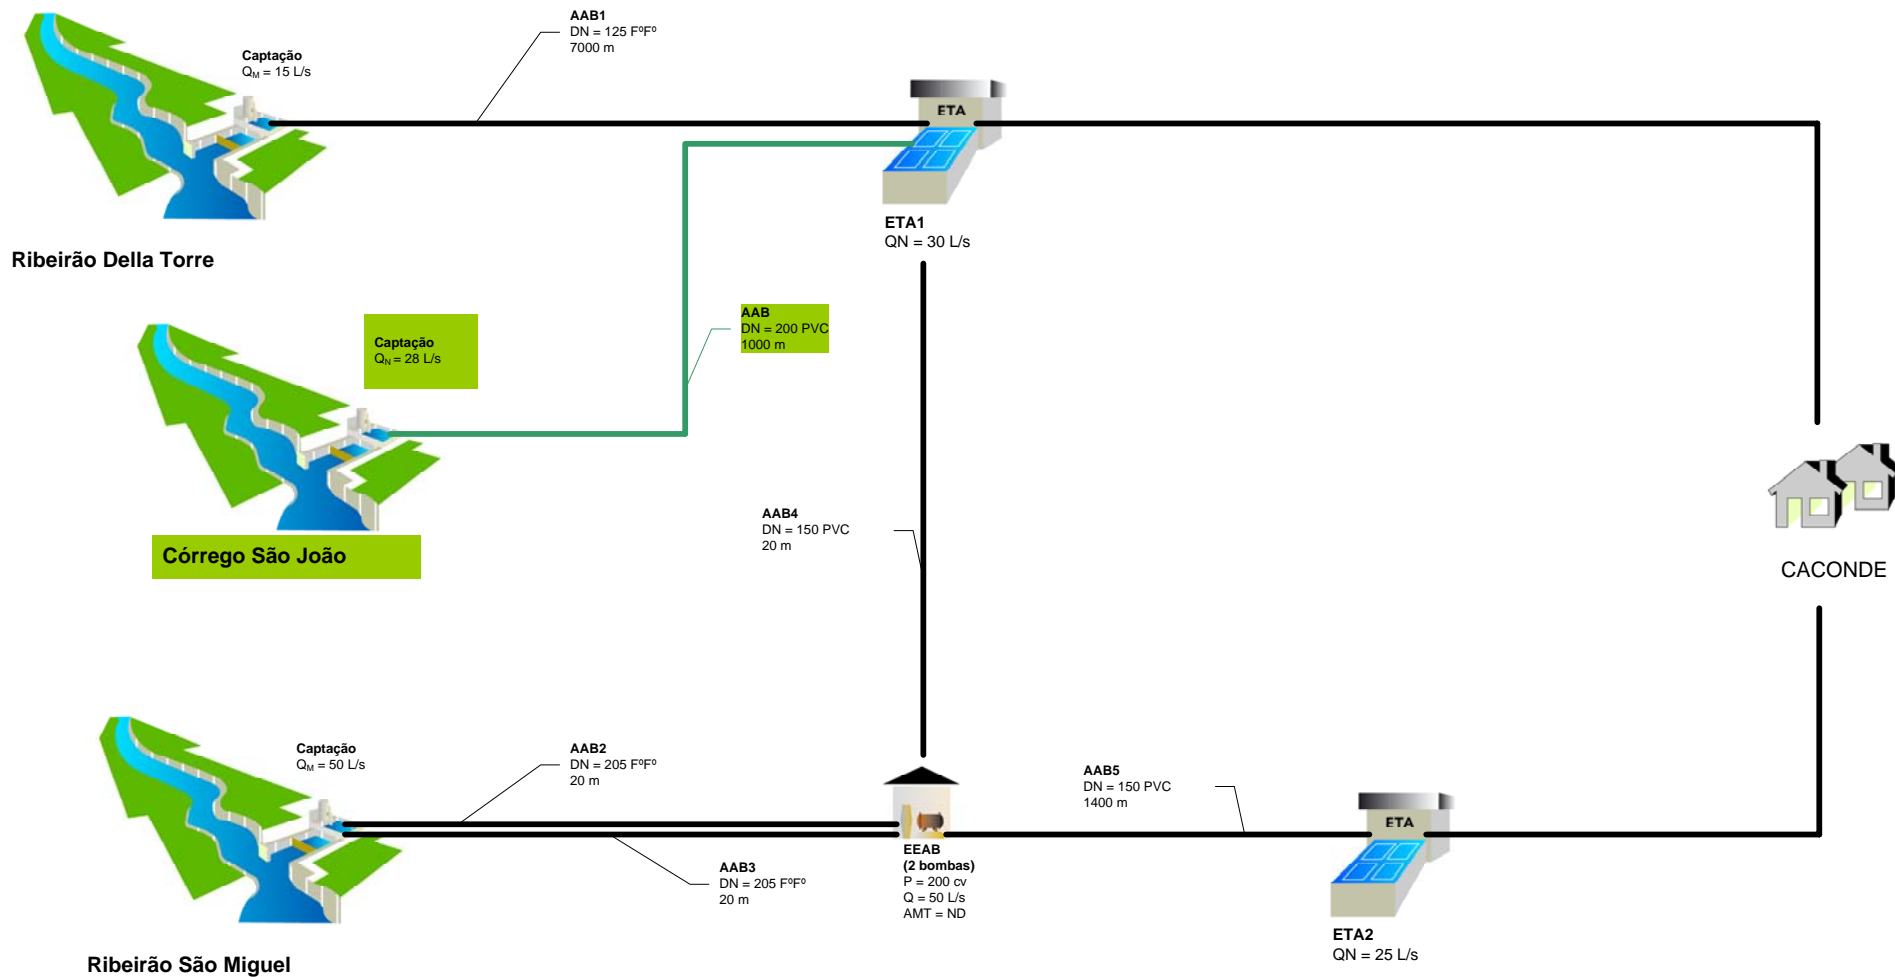 AAB1
DN = 125 FºFº
7000 m
Captação
QM = 15 L/s
ETA
ETA1
QN = 30 L/s
Ribeirão Della Torre
Captação
QN = 28 L/s
AAB
DN = 200 PVC
1000 m
Córrego São João
AAB4
DN = 150 PVC
20 m
CACONDE
Captação
QM = 50 L/s
AAB2
DN = 205 FºFº
20 m
AAB3
DN = 205 FºFº
20 m
EEAB
(2 bombas)
P = 200 cv
Q = 50 L/s
AMT = ND
AAB5
DN = 150 PVC
1400 m
ETA
ETA2
QN = 25 L/s
Ribeirão São Miguel